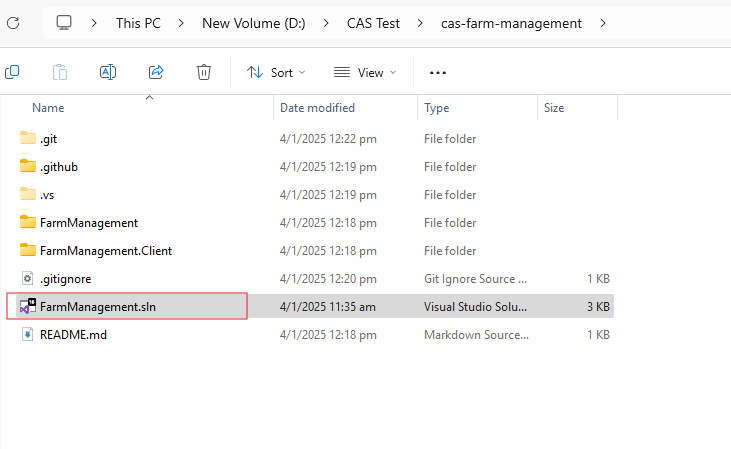 This PC > New Volume (D:) > CAS Test > cas-farm-management >
Sort View ...
Name Date modified Type Size
.git 4/1/2025 12:22 pm File folder
.github 4/1/2025 12:19 pm File folder
.vs 4/1/2025 12:19 pm File folder
FarmManagement 4/1/2025 12:18 pm File folder
FarmManagement.Client 4/1/2025 12:18 pm File folder
.gitignore 4/1/2025 12:20 pm Git Ignore Source ... 1 KB
FarmManagement.sln 4/1/2025 11:35 am Visual Studio Solu... 3 KB
README.md 4/1/2025 12:18 pm Markdown Source... 1 KB